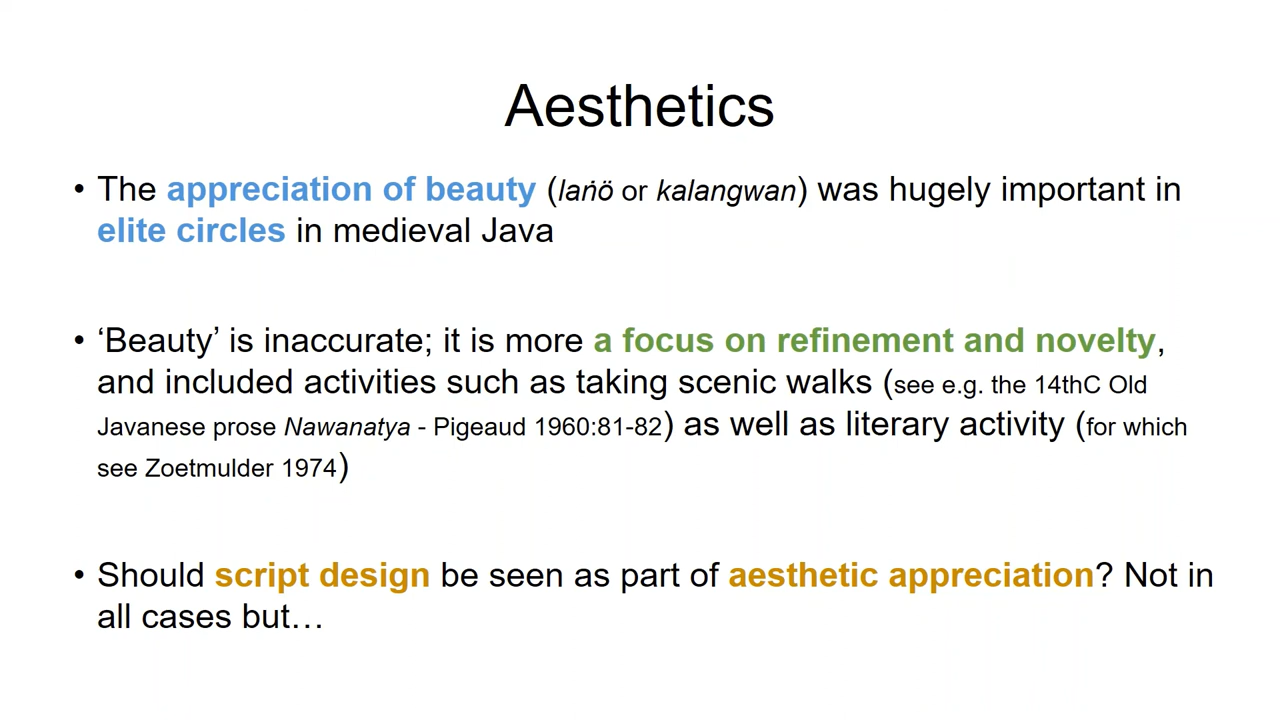 Aesthetics
• The appreciation of beauty (laṅö or kalangwan) was hugely important in
elite circles in medieval Java
• ‘Beauty’ is inaccurate; it is more a focus on refinement and novelty,
and included activities such as taking scenic walks (see e.g. the 14thC Old
Javanese prose Nawanatya - Pigeaud 1960:81-82) as well as literary activity (for which
see Zoetmulder 1974)
• Should script design be seen as part of aesthetic appreciation? Not in
all cases but…